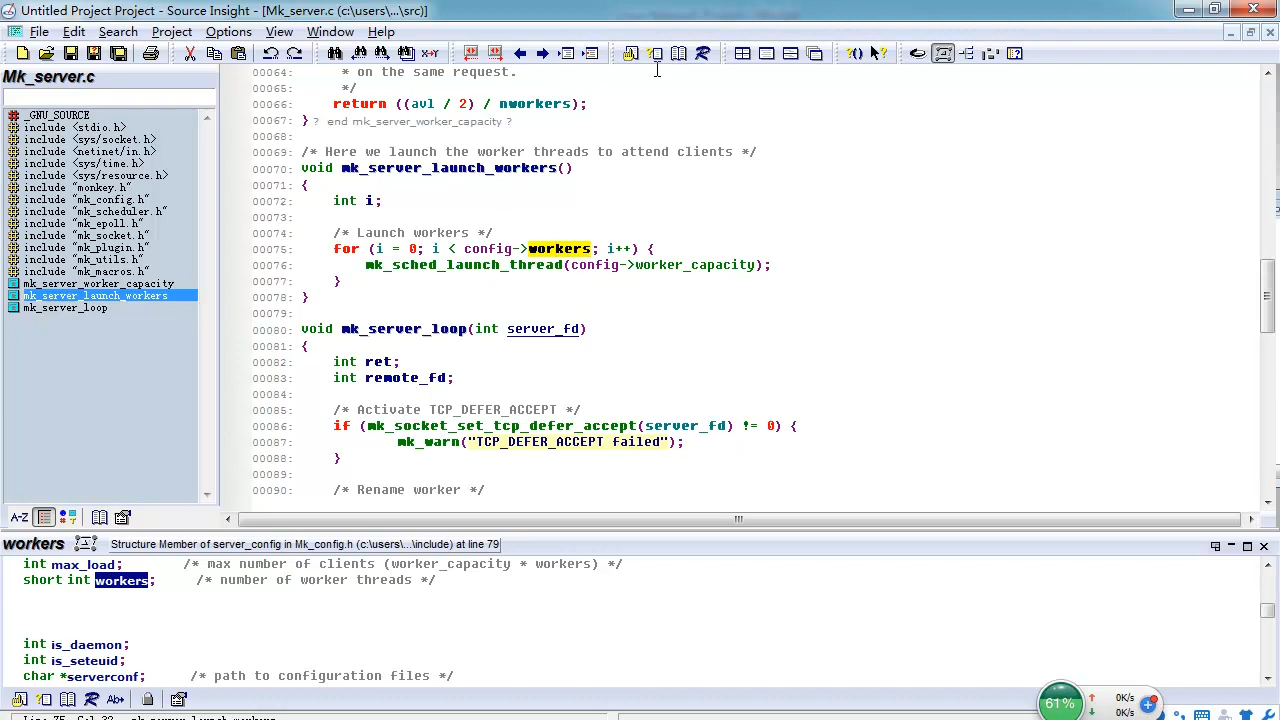 Untitled Project Project - Source Insight - [Mk_server.c (c:\users\...\src)]
File Edit Search Project Options View Window Help
Mk_server.c
_GNU_SOURCE
include <stdio.h>
include <sys/socket.h>
include <netinet/in.h>
include <sys/time.h>
include <sys/resource.h>
include "monkey.h"
include "mk_config.h"
include "mk_scheduler.h"
include "mk_epoll.h"
include "mk_socket.h"
include "mk_plugin.h"
include "mk_utils.h"
include "mk_macros.h"
mk_server_worker_capacity
mk_server_launch_workers
mk_server_loop
A-Z
00064: * on the same request.
00065: */
00066: return ((avl / 2) / nworkers);
00067: } ? end mk_server_worker_capacity ?
00068:
00069: /* Here we launch the worker threads to attend clients */
00070: void mk_server_launch_workers()
00071: {
00072: int i;
00073:
00074: /* Launch workers */
00075: for (i = 0; i < config->workers; i++) {
00076: mk_sched_launch_thread(config->worker_capacity);
00077: }
00078: }
00079:
00080: void mk_server_loop(int server_fd)
00081: {
00082: int ret;
00083: int remote_fd;
00084:
00085: /* Activate TCP_DEFER_ACCEPT */
00086: if (mk_socket_set_tcp_defer_accept(server_fd) != 0) {
00087: mk_warn("TCP_DEFER_ACCEPT failed");
00088: }
00089:
00090: /* Rename worker */
workers Structure Member of server_config in Mk_config.h (c:\users\...\include) at line 79
int max_load; /* max number of clients (worker_capacity * workers) */
short int workers; /* number of worker threads */
int is_daemon;
int is_seteuid;
char *serverconf; /* path to configuration files */
61%
0K/s
0K/s